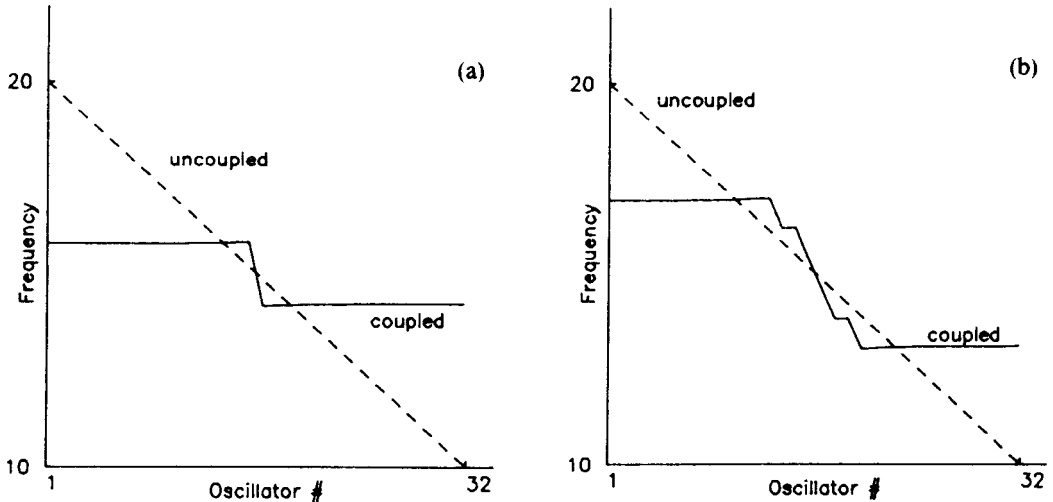 (a)
20
uncoupled
Frequency
coupled
10
1
Oscillator #
32
(b)
20
uncoupled
Frequency
coupled
10
1
Oscillator #
32